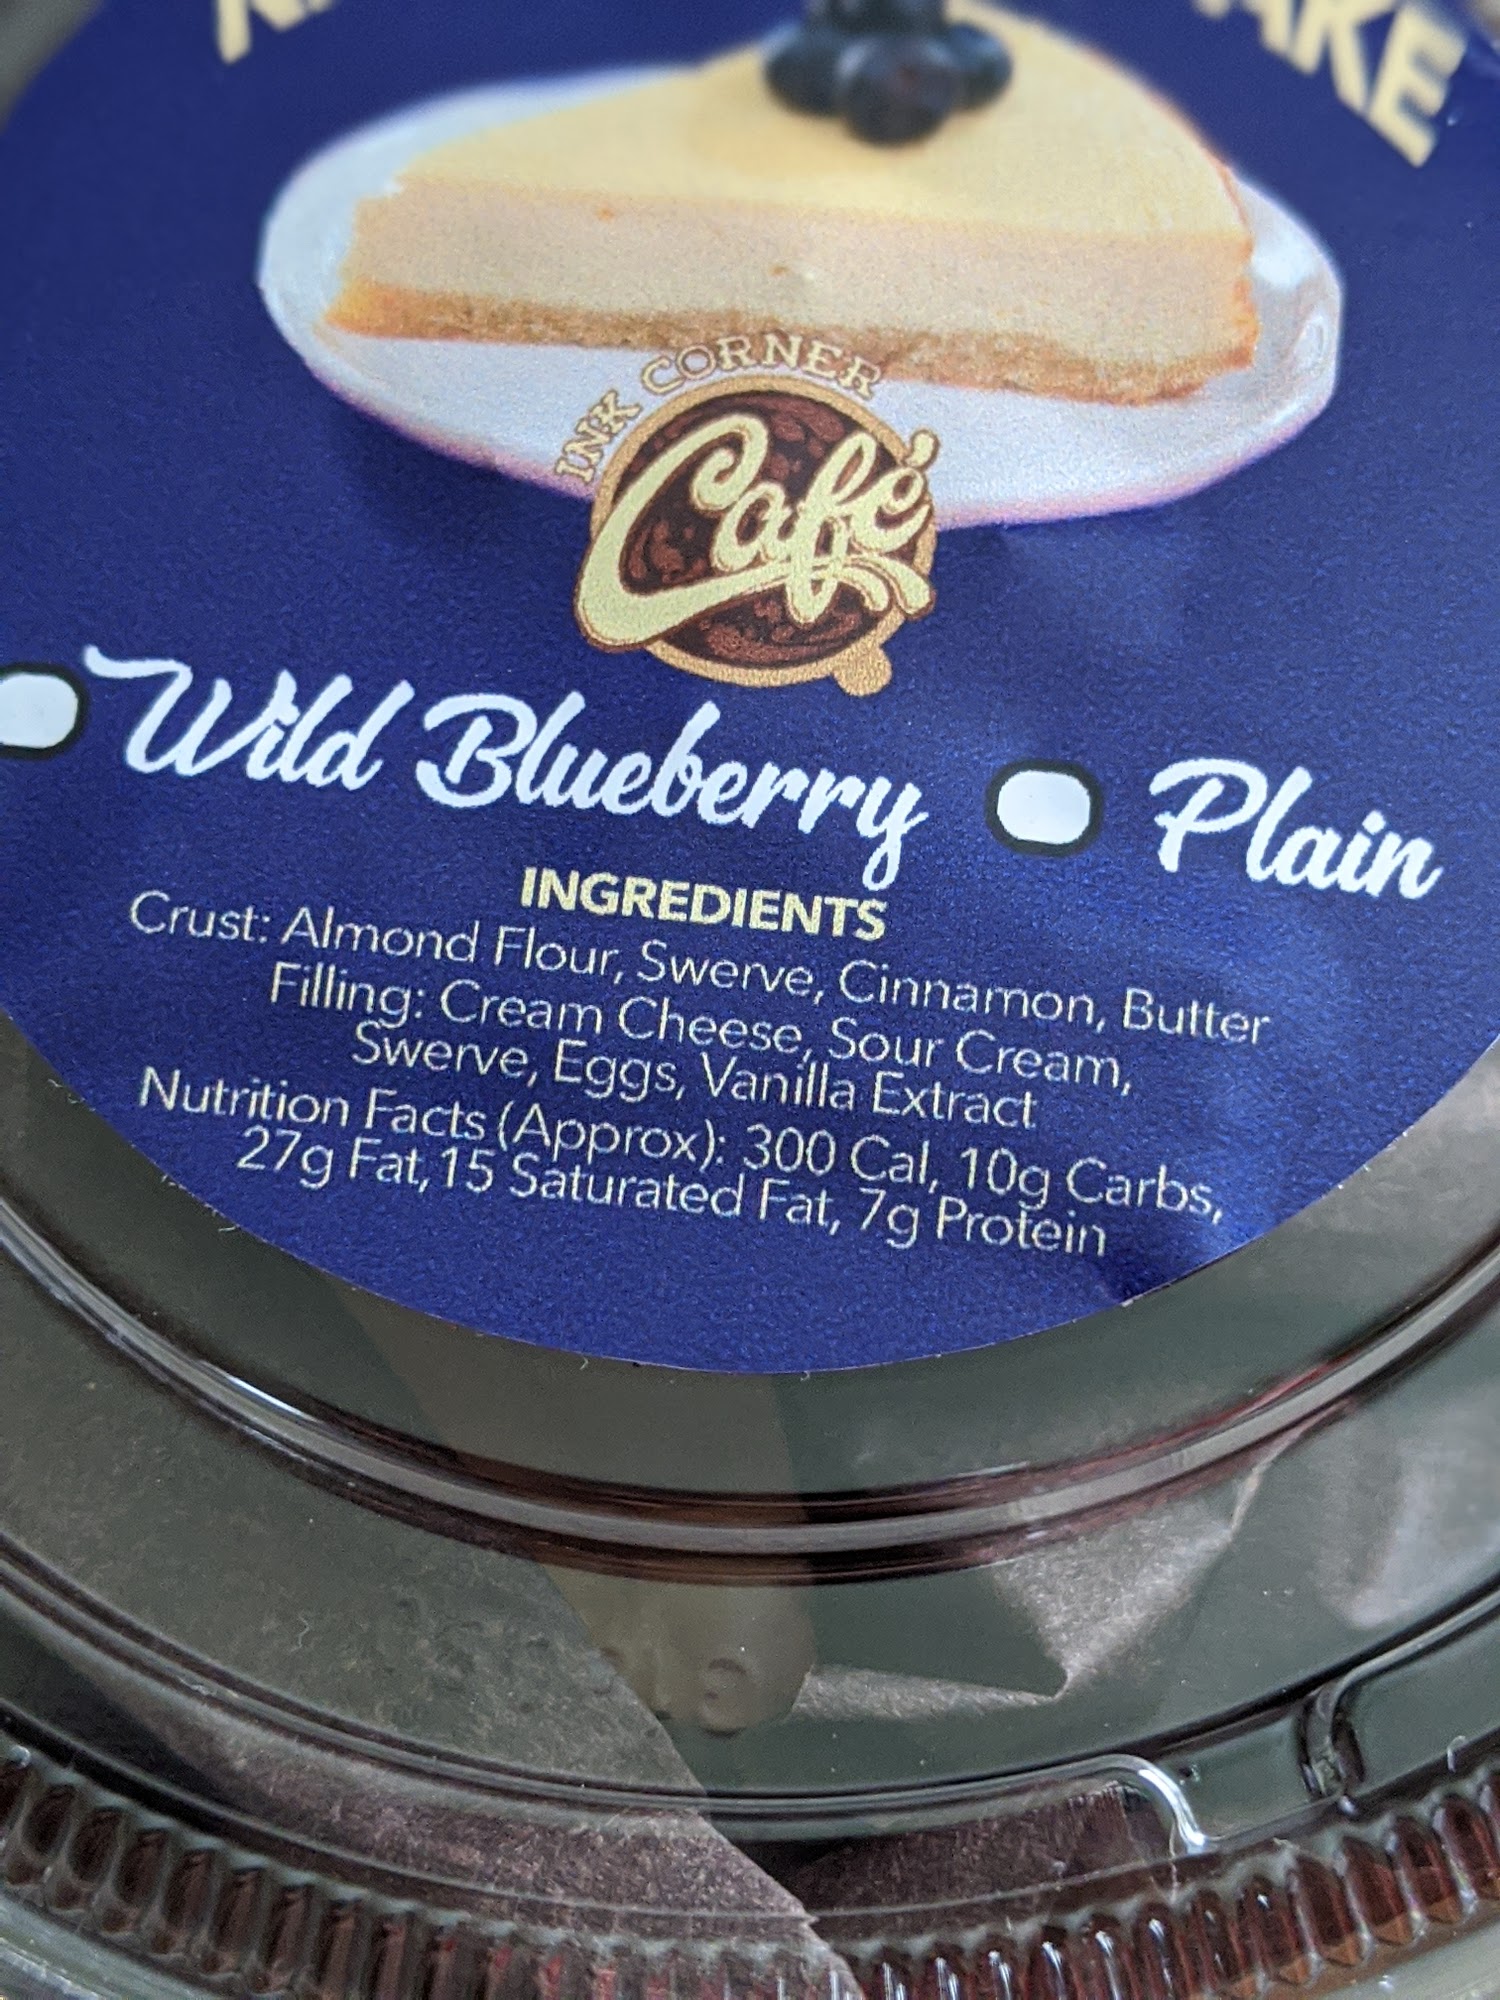 INK CORNER
Café
Wild Blueberry
Plain
INGREDIENTS
Crust: Almond Flour, Swerve, Cinnamon, Butter
Filling: Cream Cheese, Sour Cream,
Swerve, Eggs, Vanilla Extract
Nutrition Facts (Approx): 300 Cal, 10g Carbs,
27g Fat,15 Saturated Fat, 7g Protein